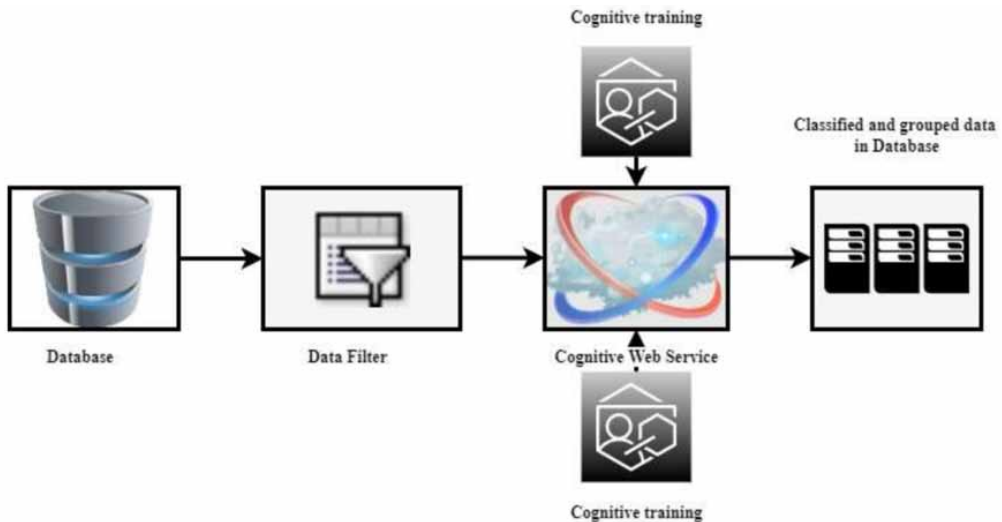 Cognitive training
Classified and grouped data
in Database
Database
Data Filter
Cognitive Web Service
Cognitive training